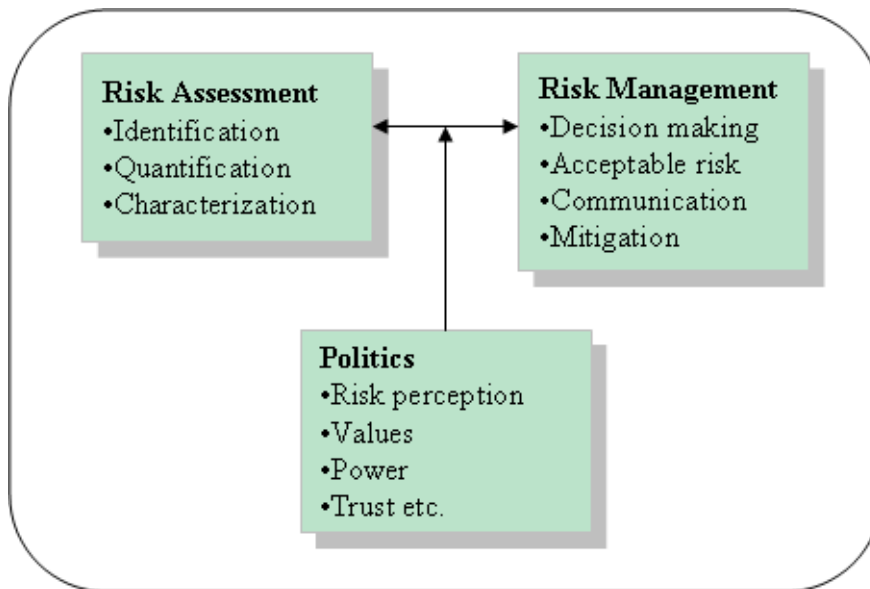 Risk Assessment
•Identification
•Quantification
•Characterization
Risk Management
•Decision making
•Acceptable risk
•Communication
•Mitigation
Politics
•Risk perception
•Values
•Power
•Trust etc.